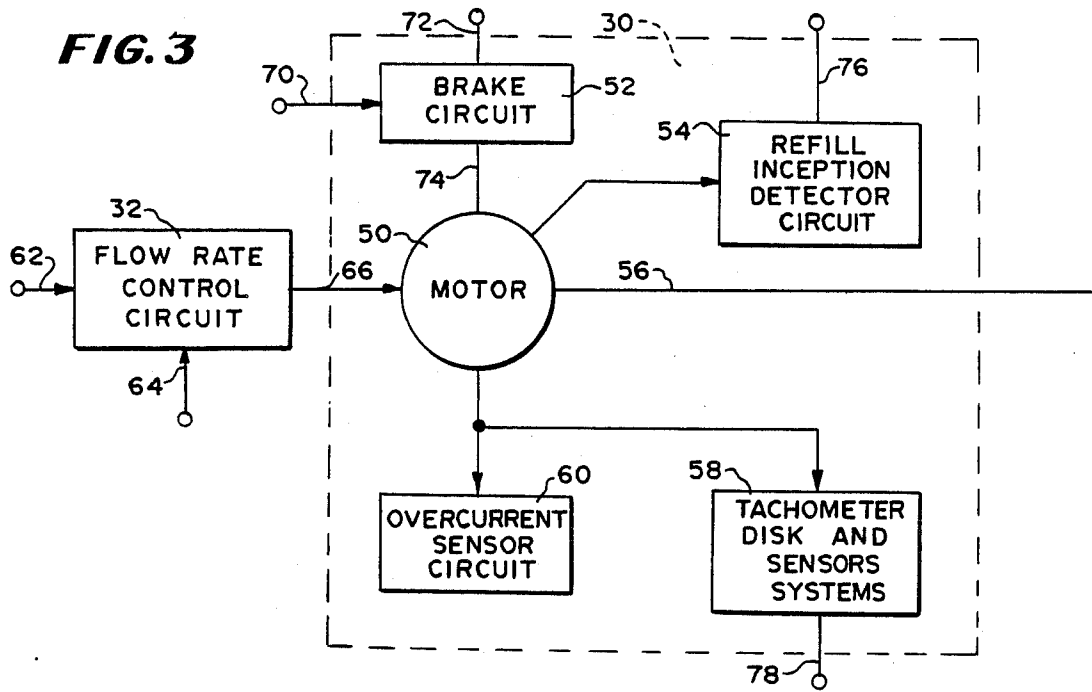 FIG. 3
72
30
70
BRAKE
CIRCUIT
52
76
54
REFILL
INCEPTION
DETECTOR
CIRCUIT
74
32
50
62
FLOW RATE
CONTROL
CIRCUIT
66
MOTOR
56
64
60
58
OVERCURRENT
SENSOR
CIRCUIT
TACHOMETER
DISK AND
SENSORS
SYSTEMS
78